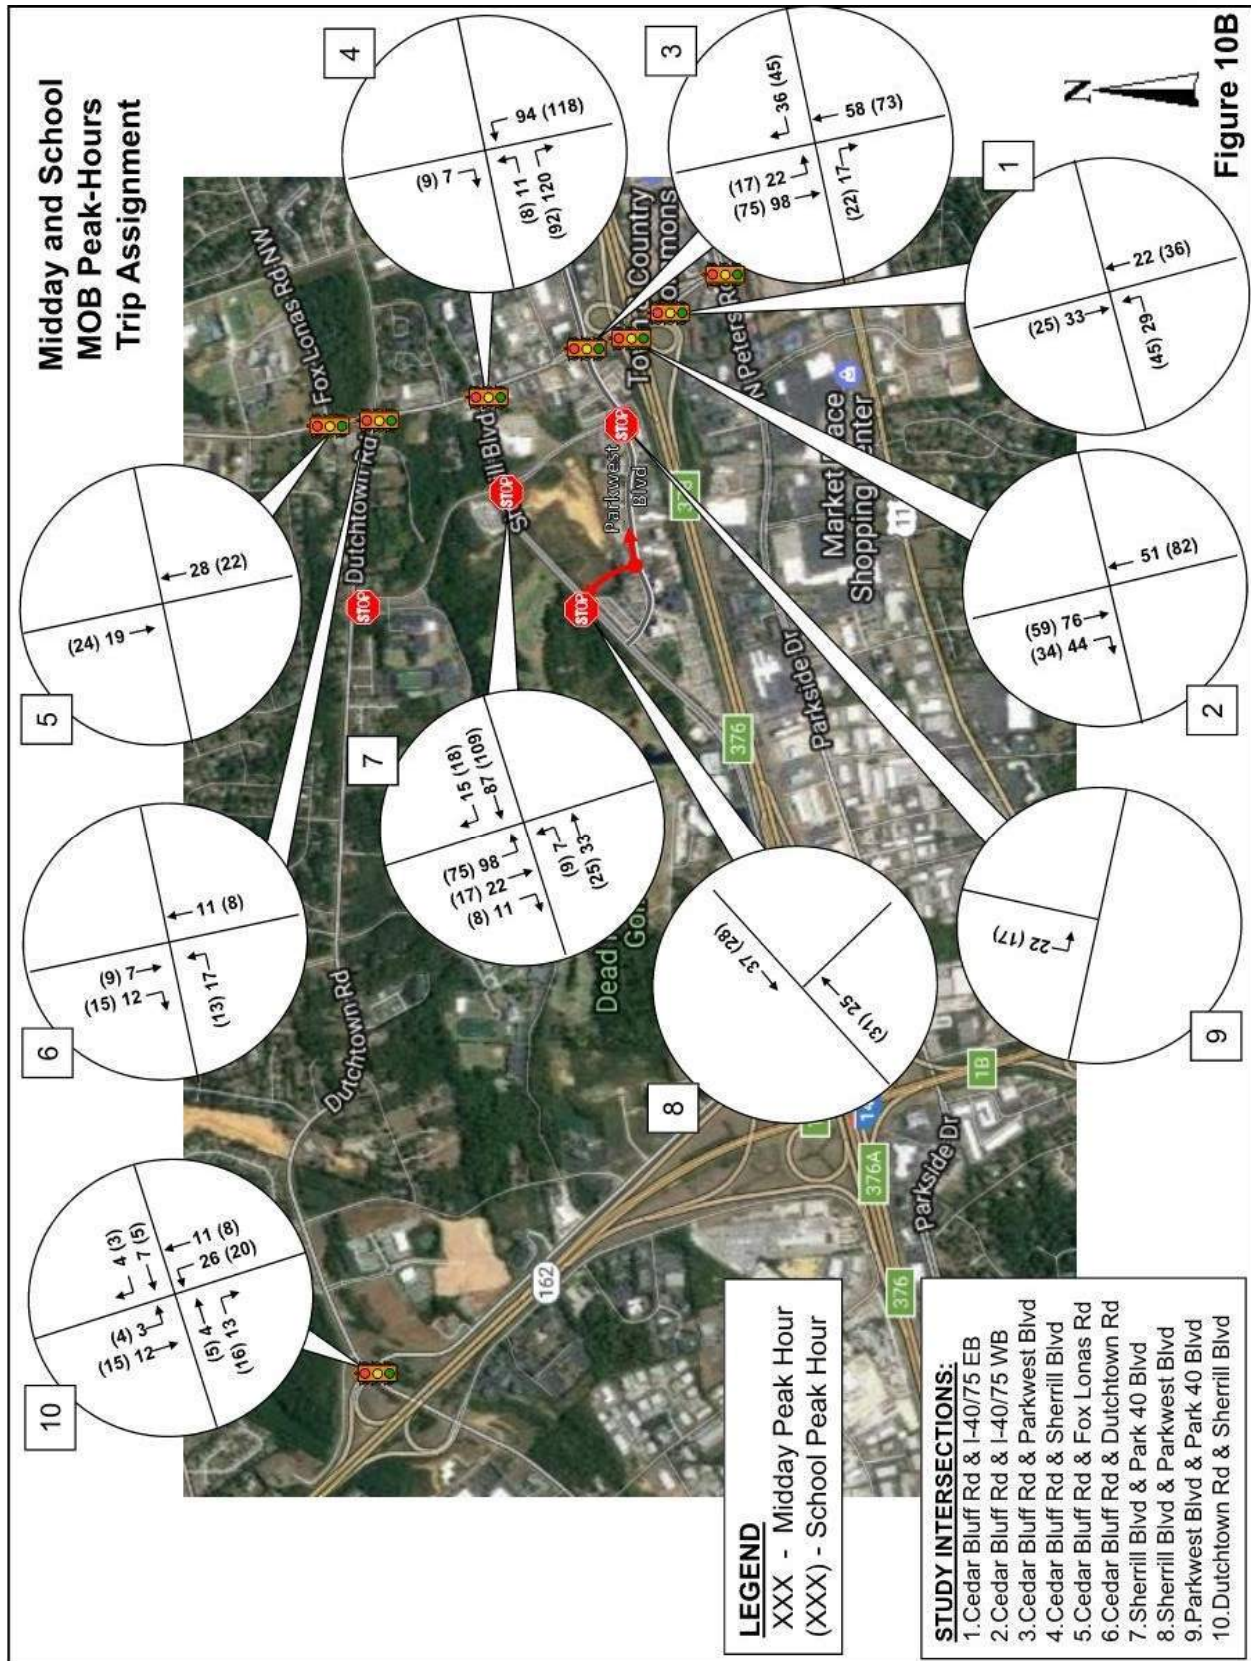 Midday and School
MOB Peak-Hours
Trip Assignment
Figure 10B
N
10
4 (3)
7 (5)
11 (8)
26 (20)
(4) 3
(15) 12
(5) 4
(16) 13
6
11 (8)
(9) 7
(15) 12
(13) 17
5
28 (22)
(24) 19
4
94 (118)
(9) 7
(8) 11
(92) 120
7
15 (18)
87 (109)
(75) 98
(17) 22
(8) 11
(9) 7
(25) 33
3
36 (45)
58 (73)
(17) 22
(75) 98
(22) 17
8
37 (28)
(31) 25
9
22 (17)
2
51 (82)
(59) 76
(34) 44
1
22 (36)
(25) 33
(45) 29
Fox Lonas Rd NW
Dutchtown Rd
Dutchtown Rd
STOP
STOP
STOP
STOP
Parkwest
Blvd
Country
N Peters
Market
Shopping Center
Parkside Dr
Parkside Dr
Dead
162
376
376
376A
1B
11
LEGEND
XXX - Midday Peak Hour
(XXX) - School Peak Hour
STUDY INTERSECTIONS:
1.Cedar Bluff Rd & I-40/75 EB
2.Cedar Bluff Rd & I-40/75 WB
3.Cedar Bluff Rd & Parkwest Blvd
4.Cedar Bluff Rd & Sherrill Blvd
5.Cedar Bluff Rd & Fox Lonas Rd
6.Cedar Bluff Rd & Dutchtown Rd
7.Sherrill Blvd & Park 40 Blvd
8.Sherrill Blvd & Parkwest Blvd
9.Parkwest Blvd & Park 40 Blvd
10.Dutchtown Rd & Sherrill Blvd